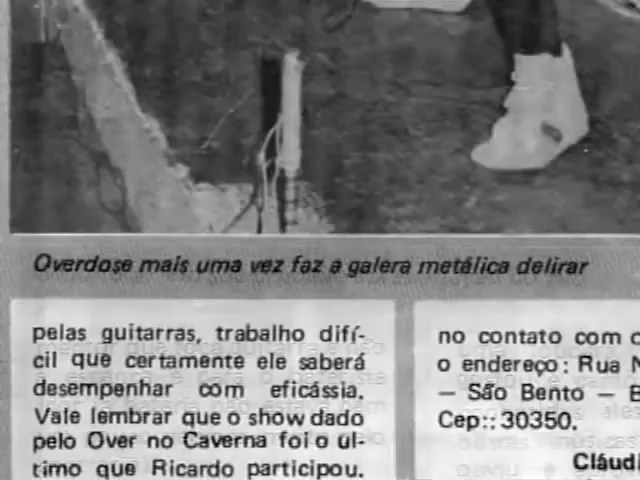 Overdose mais uma vez faz a galera metálica delirar
pelas guitarras, trabalho difí-
cil que certamente ele saberá
desempenhar com eficássia.
Vale lembrar que o show dado
pelo Over no Caverna foi o úl-
timo que Ricardo participou.
no contato com
o endereço: Rua
— São Bento —
Cep:: 30350.